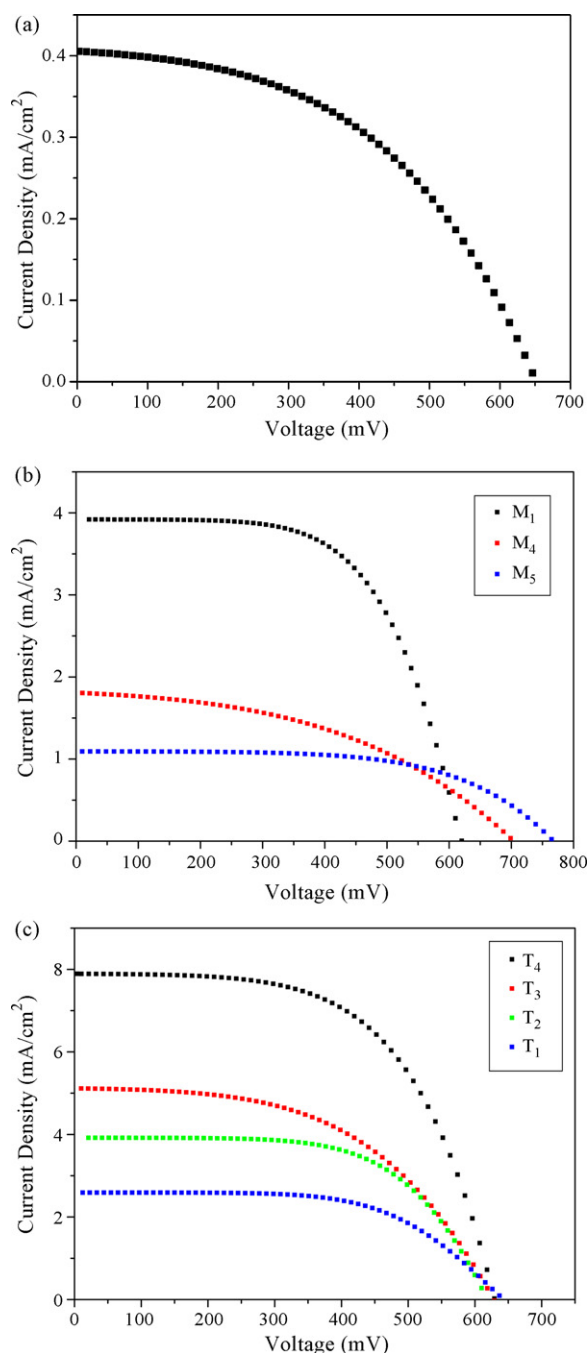 (a)
0.4
0.3
0.2
0.1
0.0
0 100 200 300 400 500 600 700
Voltage (mV)
Current Density (mA/cm²)
(b)
4
3
2
1
0
0 100 200 300 400 500 600 700 800
Voltage (mV)
Current Density (mA/cm²)
M₁
M₄
M₅
(c)
8
6
4
2
0
0 100 200 300 400 500 600 700
Voltage (mV)
Current Density (mA/cm²)
T₄
T₃
T₂
T₁